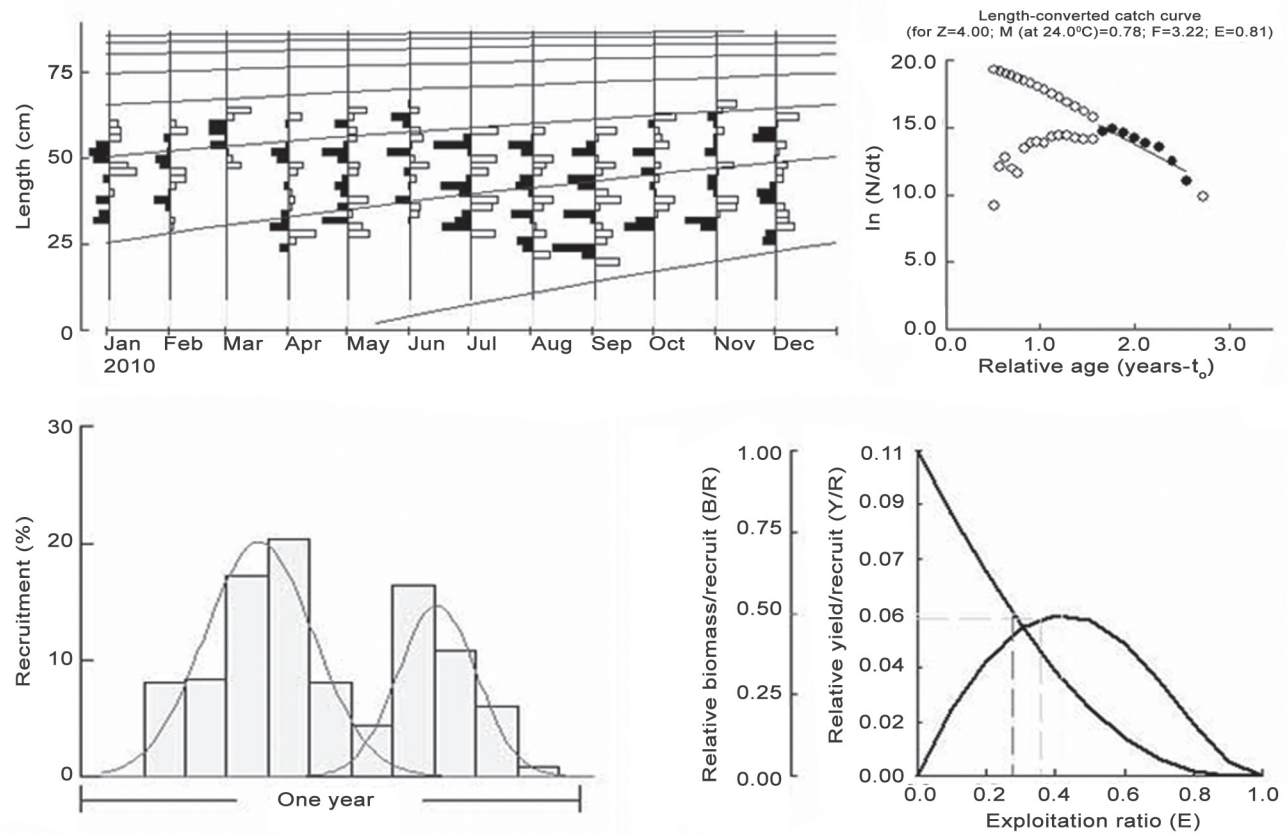 Length (cm)
75
50
25
0
Jan Feb Mar Apr May Jun Jul Aug Sep Oct Nov Dec
2010
Length-converted catch curve
(for Z=4.00; M (at 24.0ºC)=0.78; F=3.22; E=0.81)
ln (N/dt)
20.0
15.0
10.0
5.0
0.0
0.0 1.0 2.0 3.0
Relative age (years-to)
Recruitment (%)
30
20
10
0
One year
Relative biomass/recruit (B/R)
1.00
0.75
0.50
0.25
0.00
Relative yield/recruit (Y/R)
0.11
0.09
0.07
0.06
0.04
0.02
0.00
0.0 0.2 0.4 0.6 0.8 1.0
Exploitation ratio (E)